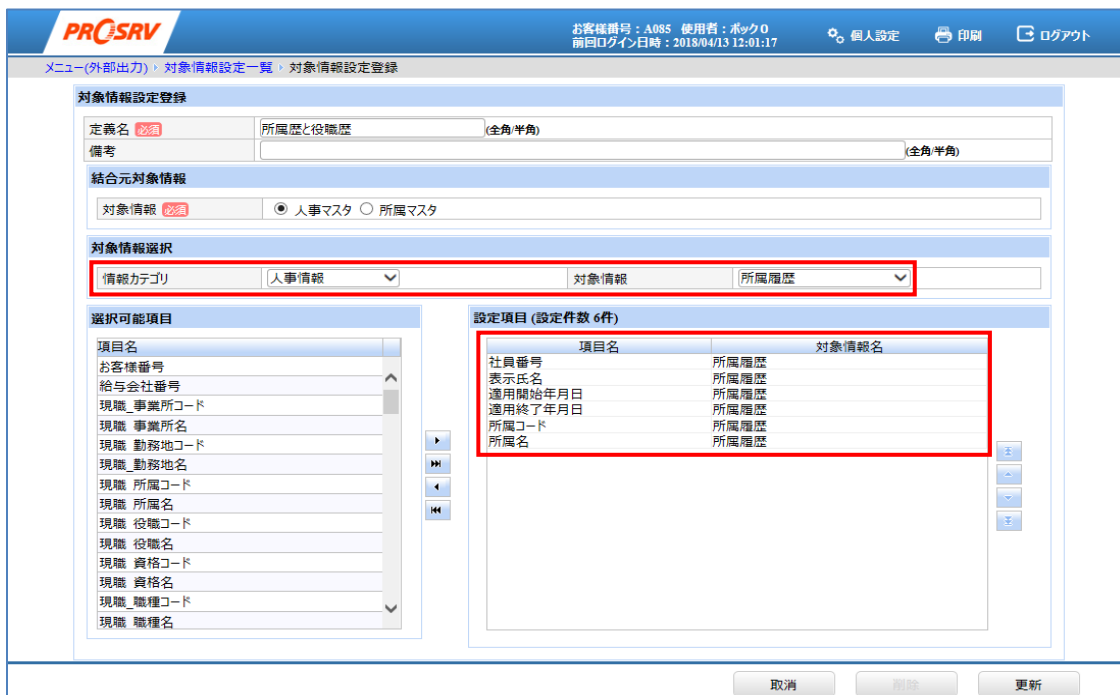 PROSRV
お客様番号：A085 使用者：ボック０
前回ログイン日時：2018/04/13 12:01:17
個人設定
印刷
ログアウト
メニュー(外部出力) 対象情報設定一覧 対象情報設定登録
対象情報設定登録
定義名 必須 所属歴と役職歴 (全角/半角)
備考 (全角/半角)
結合元対象情報
対象情報 必須 人事マスタ 所属マスタ
対象情報選択
情報カテゴリ 人事情報 対象情報 所属履歴
選択可能項目
項目名
お客様番号
給与会社番号
現職_事業所コード
現職_事業所名
現職_勤務地コード
現職_勤務地名
現職_所属コード
現職_所属名
現職_役職コード
現職_役職名
現職_資格コード
現職_資格名
現職_職種コード
現職_職種名
設定項目 (設定件数 6件)
項目名 対象情報名
社員番号 所属履歴
表示氏名 所属履歴
適用開始年月日 所属履歴
適用終了年月日 所属履歴
所属コード 所属履歴
所属名 所属履歴
取消 削除 更新